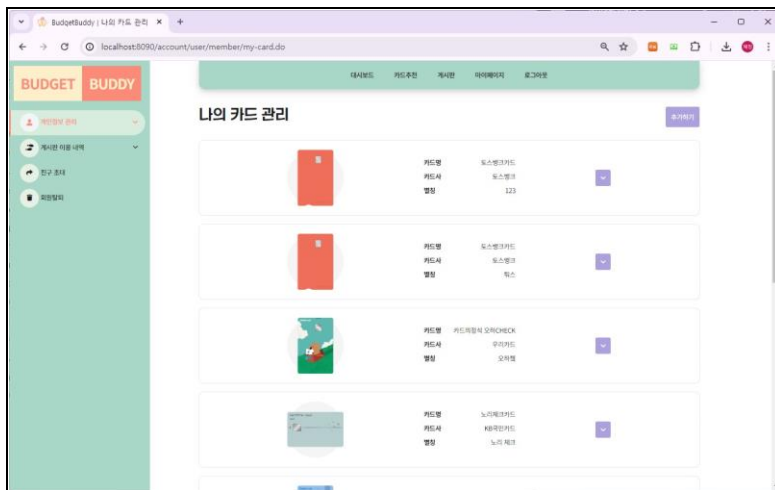 BudgetBuddy | 나의 카드 관리
localhost:8090/account/user/member/my-card.do
BUDGET BUDDY
대시보드 카드추천 게시판 마이페이지 로그아웃
개인정보 관리
게시판 이용 내역
친구 초대
회원탈퇴
나의 카드 관리
추가하기
카드명 토스뱅크카드
카드사 토스뱅크
별칭 123
카드명 토스뱅크카드
카드사 토스뱅크
별칭
카드명 카드의정석 오하CHECK
카드사 우리카드
별칭 오하쳌
카드명 노리체크카드
카드사 KB국민카드
별칭 노리 체크